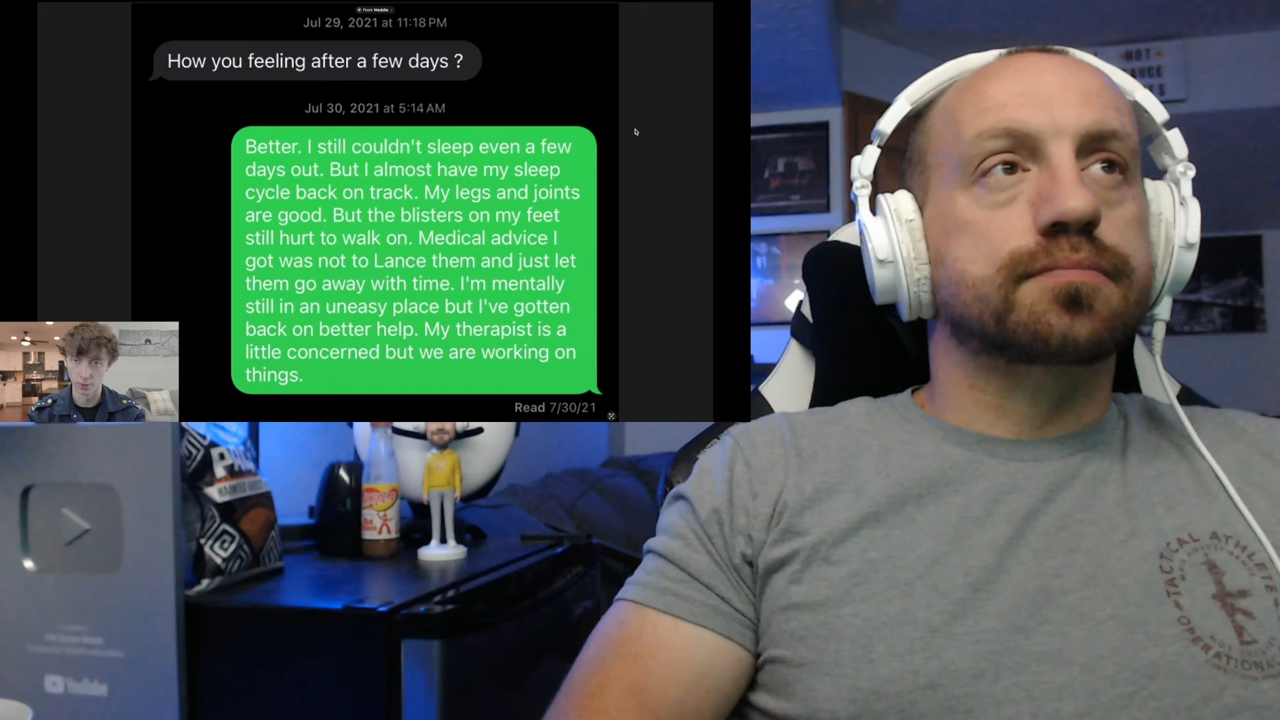 From Weddle
Jul 29, 2021 at 11:18 PM
How you feeling after a few days ?
Jul 30, 2021 at 5:14 AM
Better. I still couldn't sleep even a few
days out. But I almost have my sleep
cycle back on track. My legs and joints
are good. But the blisters on my feet
still hurt to walk on. Medical advice I
got was not to Lance them and just let
them go away with time. I'm mentally
still in an uneasy place but I've gotten
back on better help. My therapist is a
little concerned but we are working on
things.
Read 7/30/21
HOT
YouTube
TACTICAL ATHLETE
OPERATIONAL